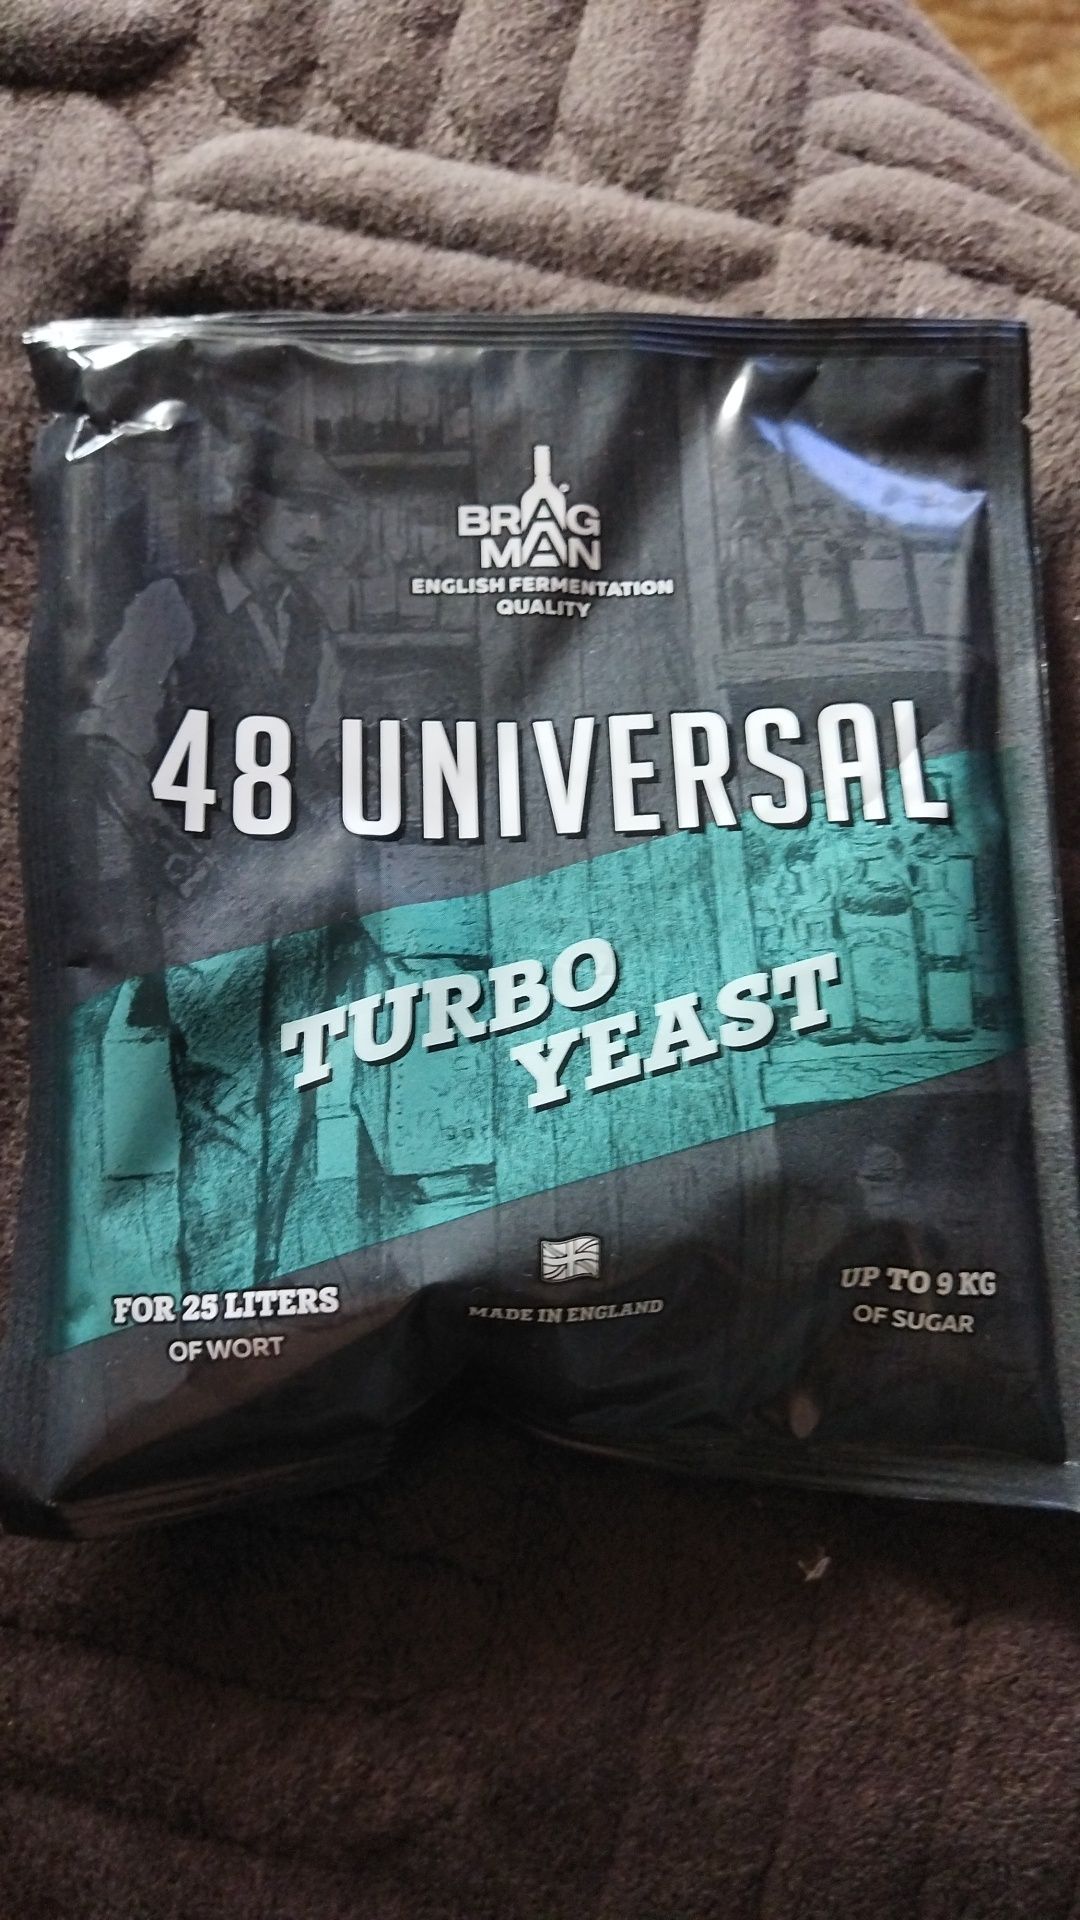 BRAG
MAN
ENGLISH FERMENTATION
QUALITY
48 UNIVERSAL
TURBO
YEAST
FOR 25 LITERS
OF WORT
MADE IN ENGLAND
UP TO 9 KG
OF SUGAR